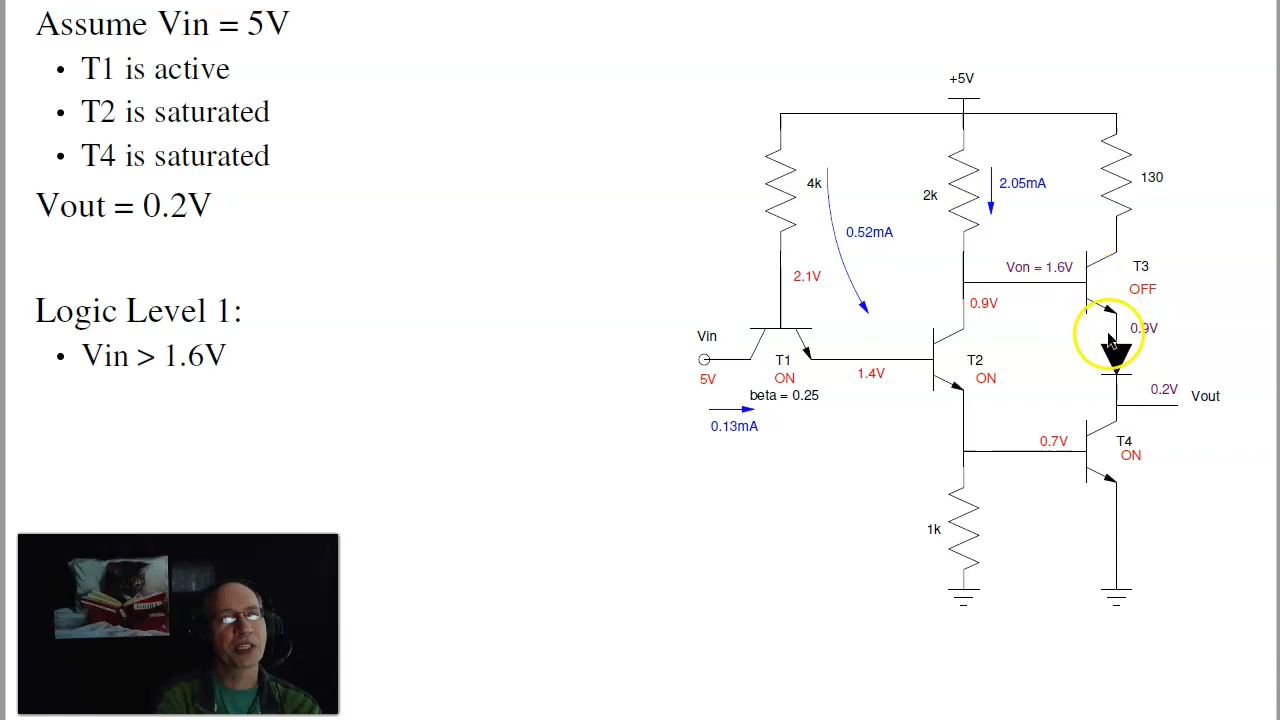 Assume Vin = 5V
• T1 is active
• T2 is saturated
• T4 is saturated
Vout = 0.2V
Logic Level 1:
• Vin > 1.6V
+5V
4k
2k
2.05mA
130
0.52mA
2.1V
Von = 1.6V
T3
OFF
0.9V
0.9V
Vin
5V
T1
ON
beta = 0.25
1.4V
T2
ON
0.2V
Vout
0.13mA
0.7V
T4
ON
1k